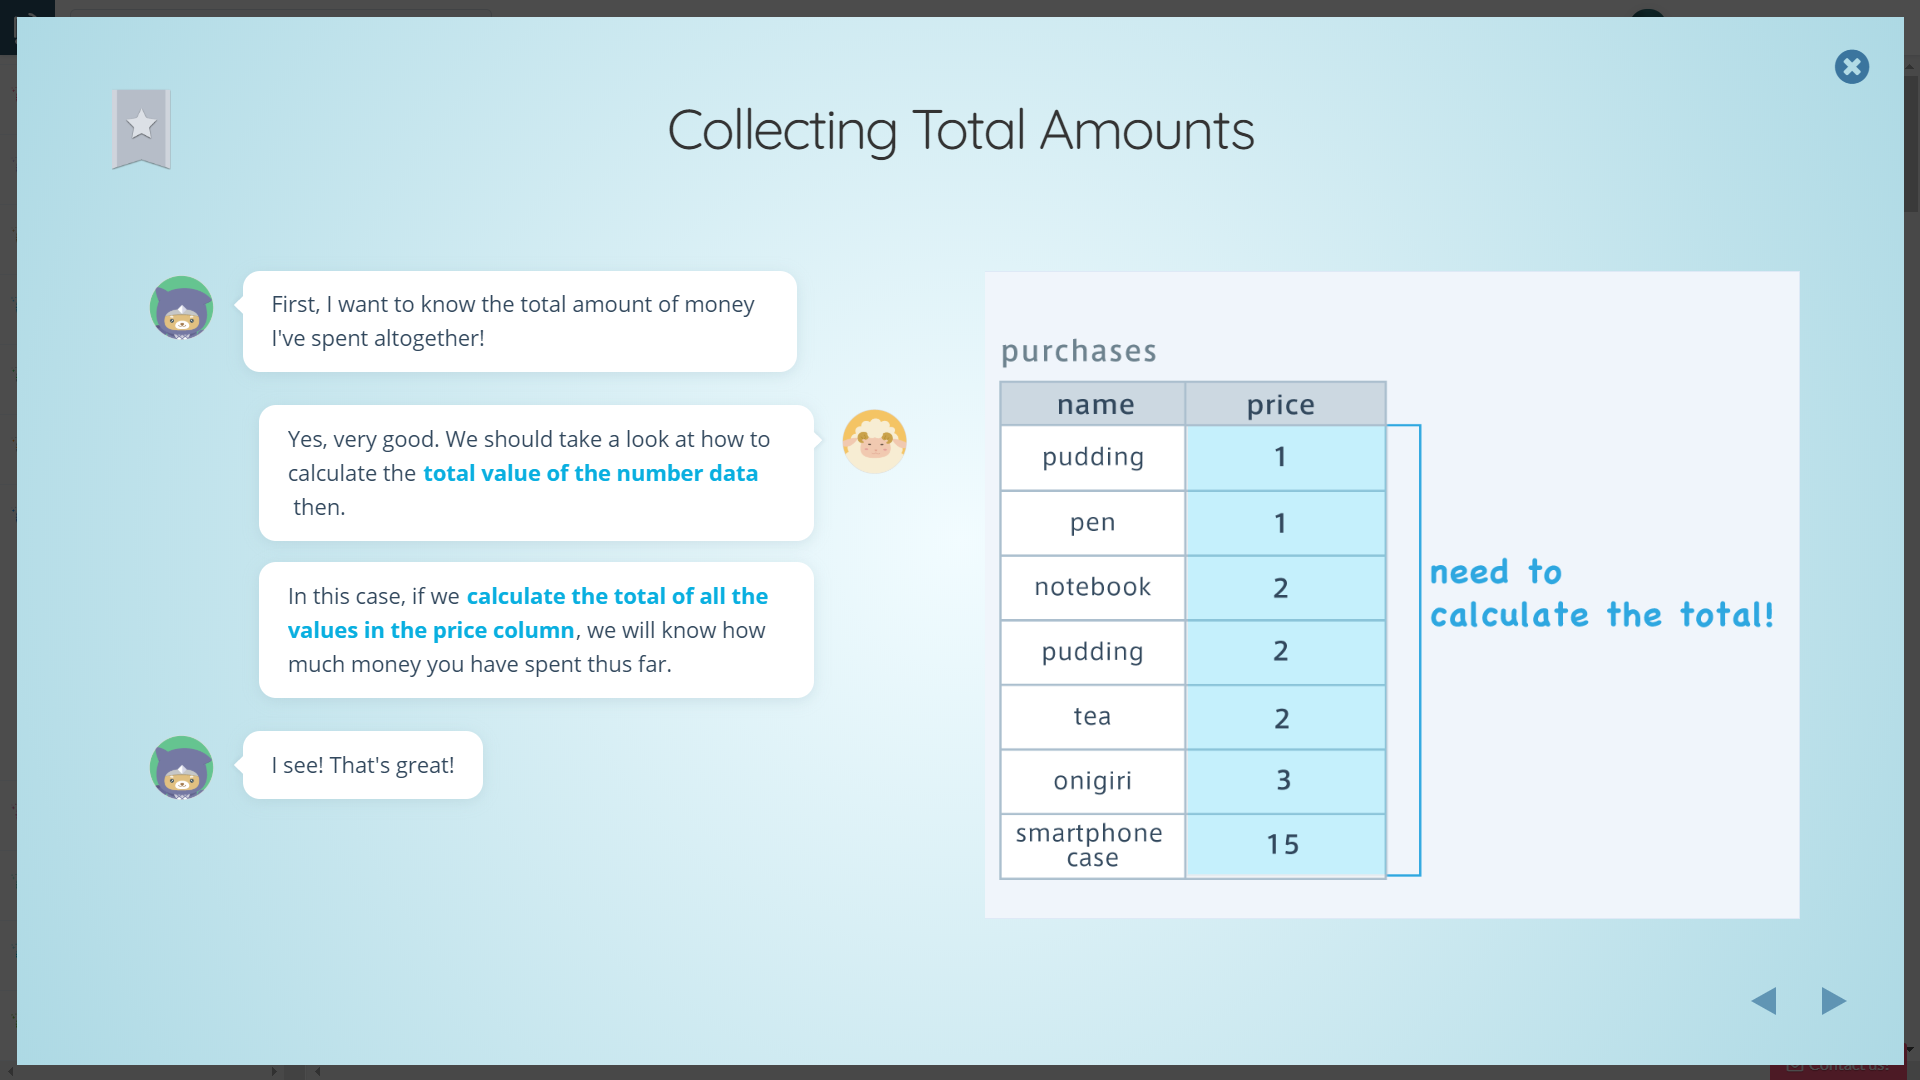 Collecting Total Amounts
First, I want to know the total amount of money
I've spent altogether!
Yes, very good. We should take a look at how to
calculate the total value of the number data
then.
In this case, if we calculate the total of all the
values in the price column, we will know how
much money you have spent thus far.
I see! That's great!
purchases
name price
pudding 1
pen 1
notebook 2
pudding 2
tea 2
onigiri 3
smartphone
case 15
need to
calculate the total!
Contact us!